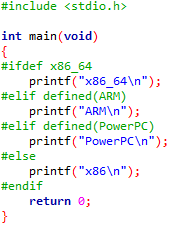 #include <stdio.h>
int main(void)
{
#ifdef x86_64
    printf("x86_64\n");
#elif defined(ARM)
    printf("ARM\n");
#elif defined(PowerPC)
    printf("PowerPC\n");
#else
    printf("x86\n");
#endif
    return 0;
}